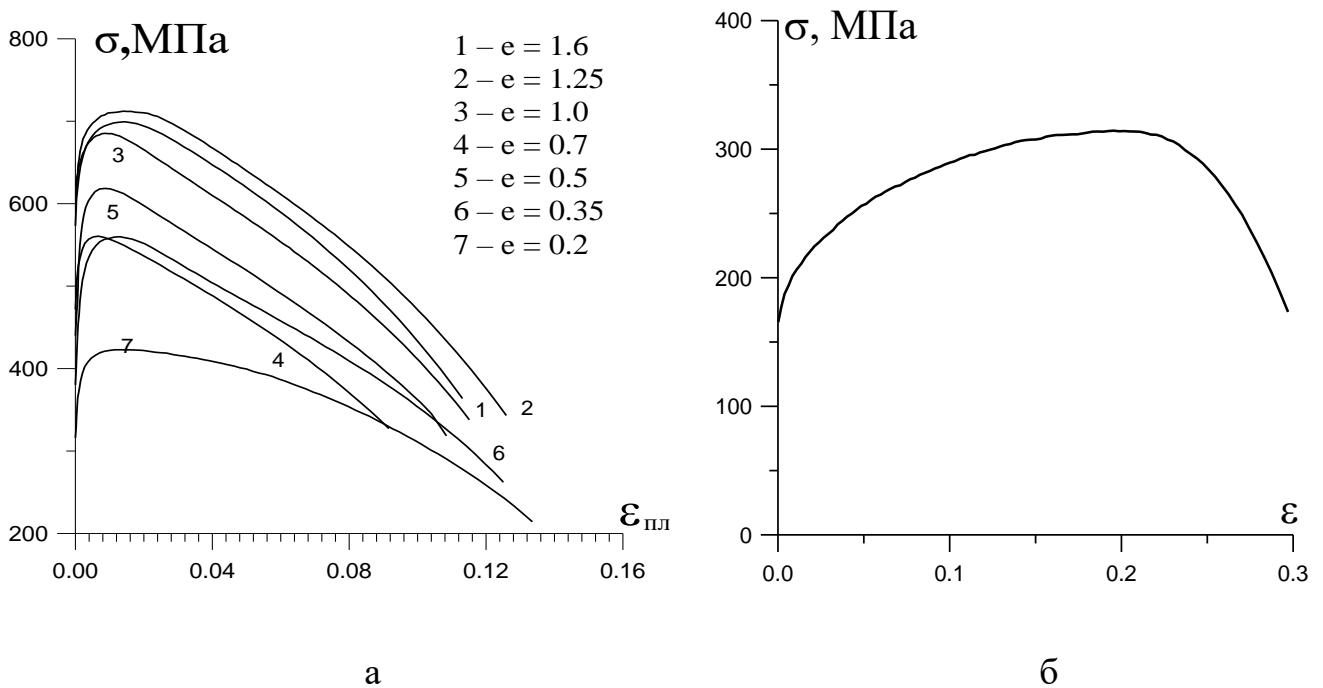 σ,МПа
800
600
400
200
0.00 0.04 0.08 0.12 0.16
ε пл
1 – e = 1.6
2 – e = 1.25
3 – e = 1.0
4 – e = 0.7
5 – e = 0.5
6 – e = 0.35
7 – e = 0.2
3
5
7
4
1
2
6
а
σ, МПа
400
300
200
100
0
0.0 0.1 0.2 0.3
ε
б